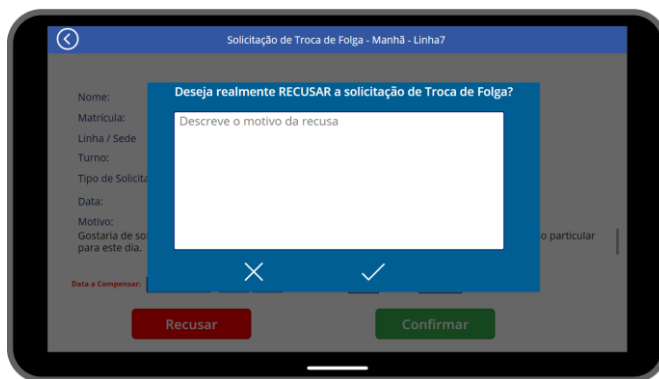 Solicitação de Troca de Folga - Manhã - Linha7
Deseja realmente RECUSAR a solicitação de Troca de Folga?
Descreve o motivo da recusa
Nome:
Matrícula:
Linha / Sede
Turno:
Tipo de Solicita
Data:
Motivo:
Gostaria de so o particular
para este dia.
Data a Compensar:
Recusar Confirmar